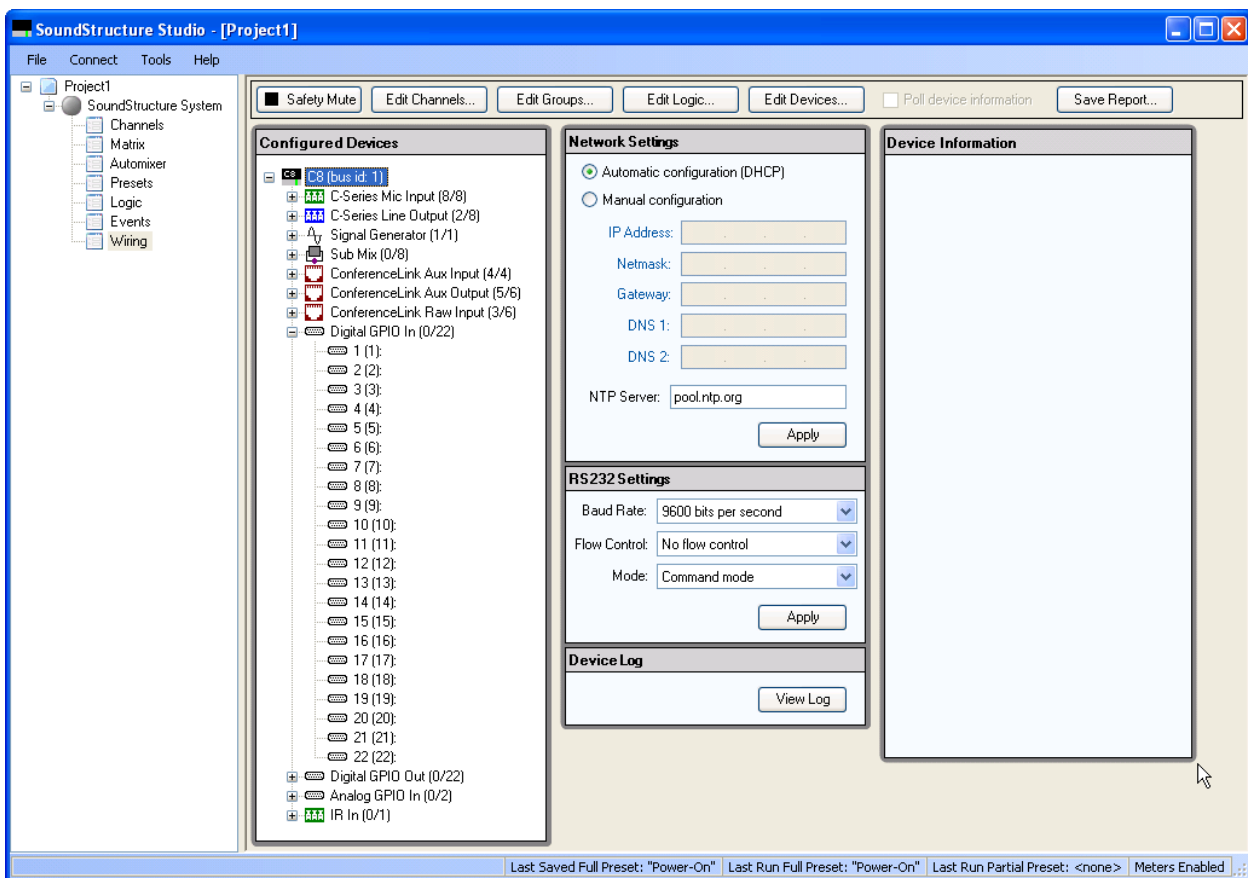 SoundStructure Studio - [Project1]
File Connect Tools Help
Project1
SoundStructure System
Channels
Matrix
Automixer
Presets
Logic
Events
Wiring
Safety Mute Edit Channels... Edit Groups... Edit Logic... Edit Devices... Poll device information Save Report...
Configured Devices
C8 C8 (bus id: 1)
C-Series Mic Input (8/8)
C-Series Line Output (2/8)
Signal Generator (1/1)
Sub Mix (0/8)
ConferenceLink Aux Input (4/4)
ConferenceLink Aux Output (5/6)
ConferenceLink Raw Input (3/6)
Digital GPIO In (0/22)
1 (1):
2 (2):
3 (3):
4 (4):
5 (5):
6 (6):
7 (7):
8 (8):
9 (9):
10 (10):
11 (11):
12 (12):
13 (13):
14 (14):
15 (15):
16 (16):
17 (17):
18 (18):
19 (19):
20 (20):
21 (21):
22 (22):
Digital GPIO Out (0/22)
Analog GPIO In (0/2)
IR In (0/1)
Network Settings
Automatic configuration (DHCP)
Manual configuration
IP Address:
Netmask:
Gateway:
DNS 1:
DNS 2:
NTP Server: pool.ntp.org
Apply
RS232 Settings
Baud Rate: 9600 bits per second
Flow Control: No flow control
Mode: Command mode
Apply
Device Log
View Log
Device Information
Last Saved Full Preset: "Power-On" Last Run Full Preset: "Power-On" Last Run Partial Preset: <none> Meters Enabled